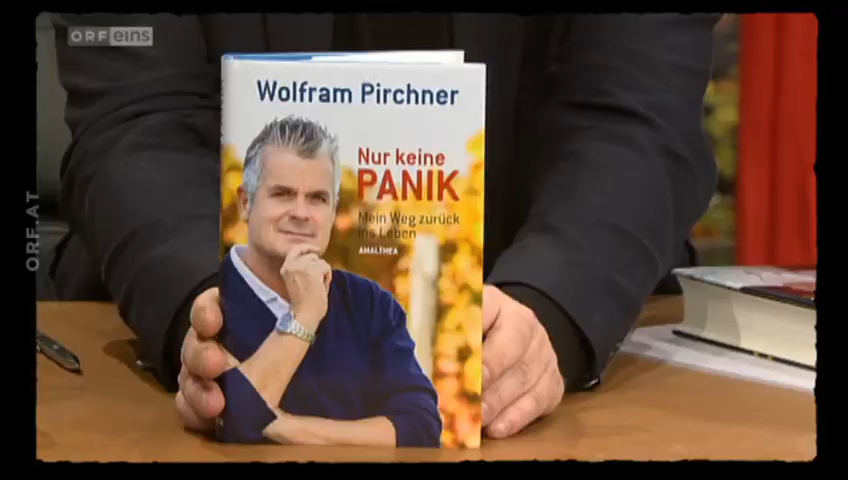 ORF eins
ORF.AT
Wolfram Pirchner
Nur keine
PANIK
Mein Weg zurück
ins Leben
AMALTHEA